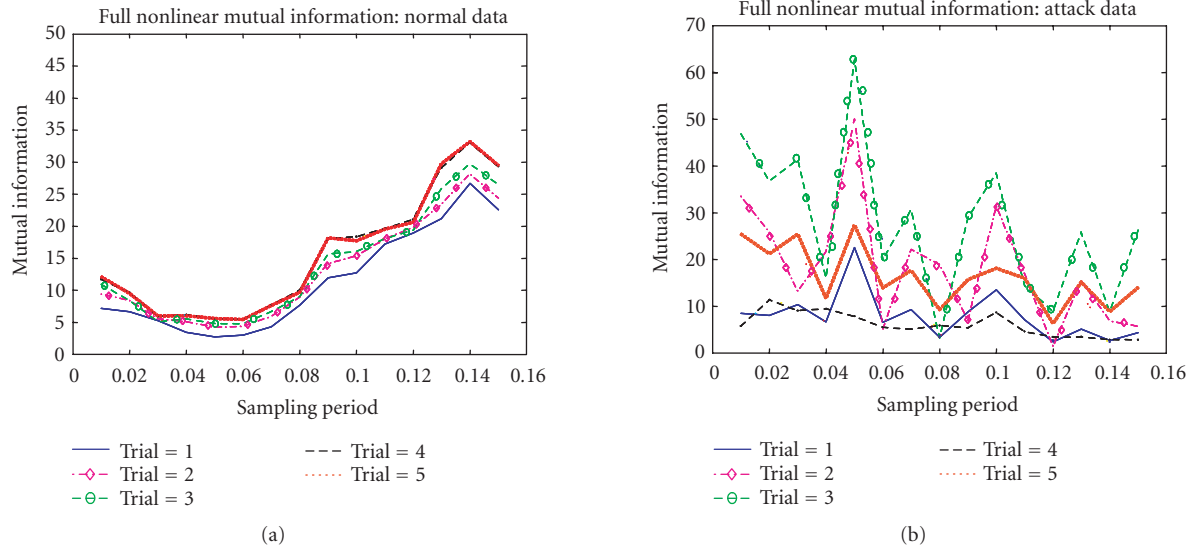 Full nonlinear mutual information: normal data
50
45
40
35
30
25
20
15
10
5
0
Mutual information
0 0.02 0.04 0.06 0.08 0.1 0.12 0.14 0.16
Sampling period
Trial = 1
Trial = 2
Trial = 3
Trial = 4
Trial = 5
(a)
Full nonlinear mutual information: attack data
70
60
50
40
30
20
10
0
Mutual information
0 0.02 0.04 0.06 0.08 0.1 0.12 0.14 0.16
Sampling period
Trial = 1
Trial = 2
Trial = 3
Trial = 4
Trial = 5
(b)